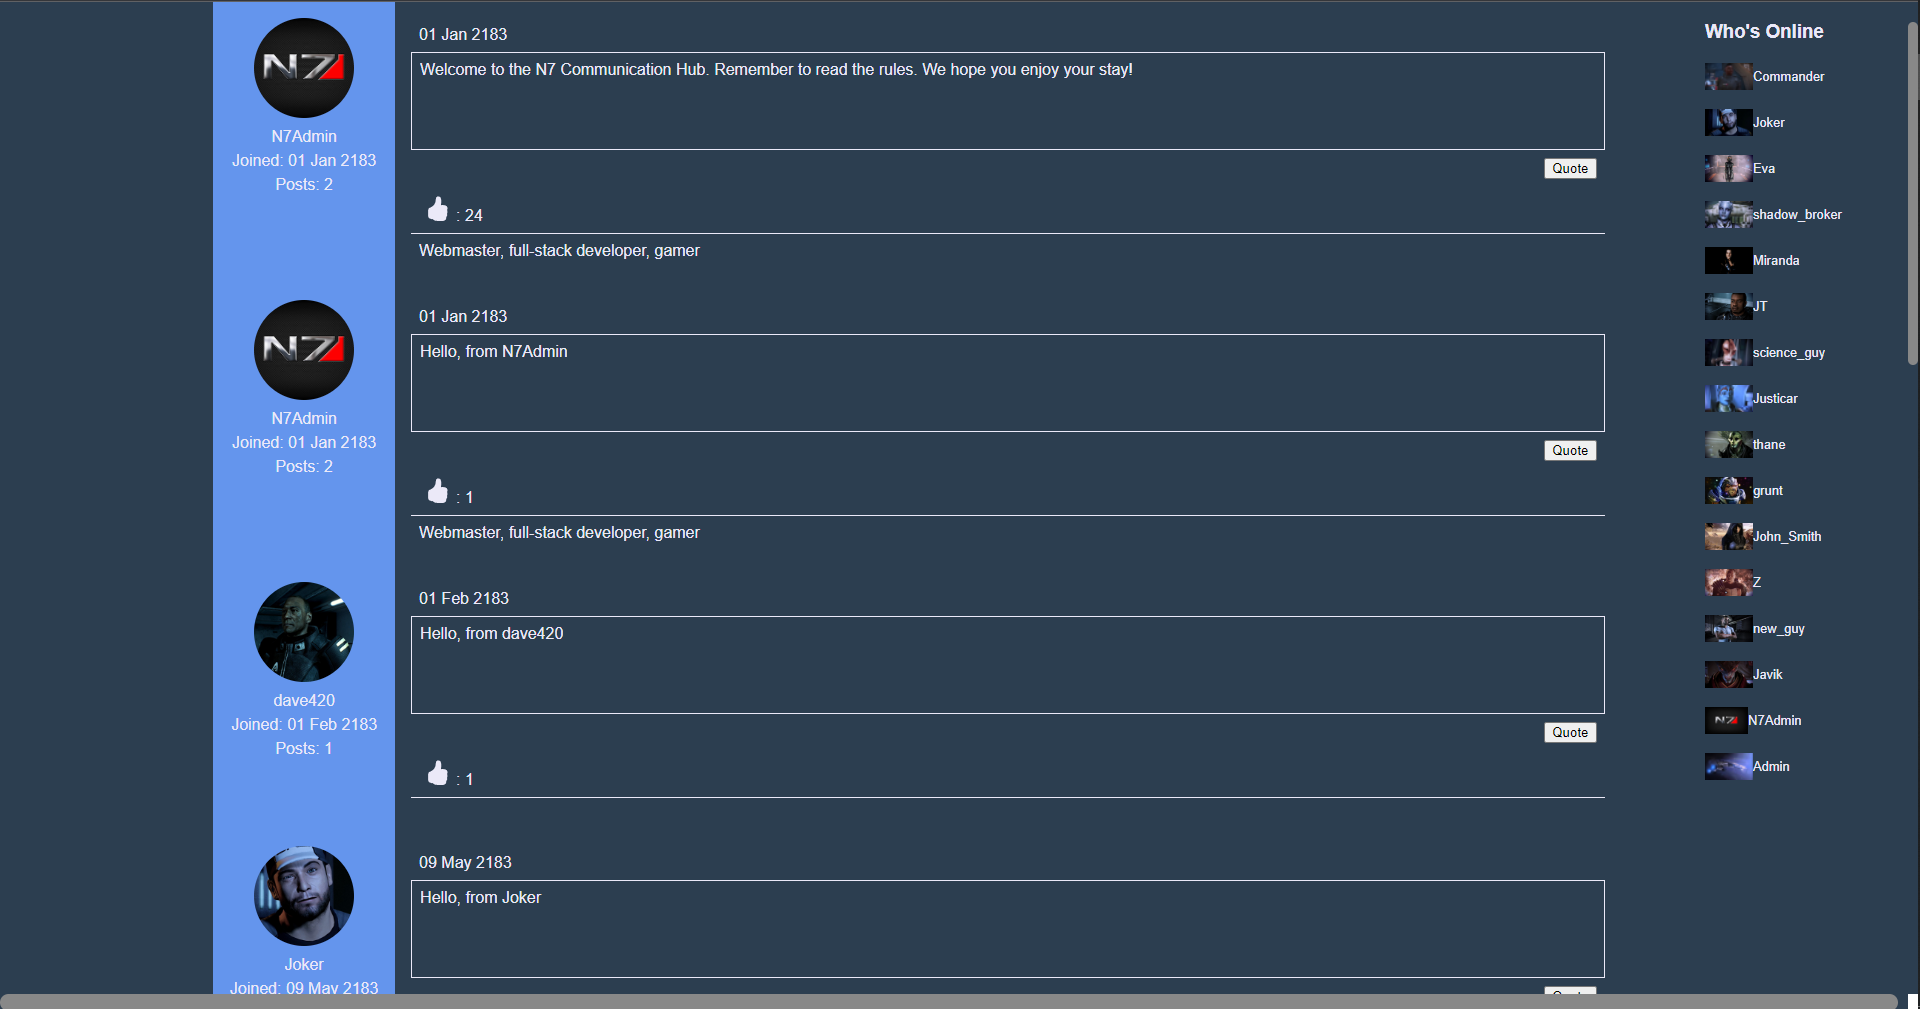 N7
N7Admin
Joined: 01 Jan 2183
Posts: 2
01 Jan 2183
Welcome to the N7 Communication Hub. Remember to read the rules. We hope you enjoy your stay!
Quote
: 24
Webmaster, full-stack developer, gamer
N7
N7Admin
Joined: 01 Jan 2183
Posts: 2
01 Jan 2183
Hello, from N7Admin
Quote
: 1
Webmaster, full-stack developer, gamer
dave420
Joined: 01 Feb 2183
Posts: 1
01 Feb 2183
Hello, from dave420
Quote
: 1
Joker
Joined: 09 May 2183
09 May 2183
Hello, from Joker
Quote
Who's Online
Commander
Joker
Eva
shadow_broker
Miranda
JT
science_guy
Justicar
thane
grunt
John_Smith
Z
new_guy
Javik
N7 N7Admin
Admin